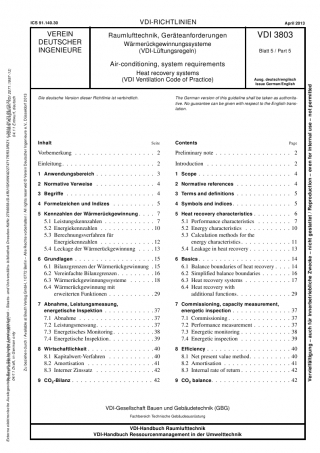 ICS 91.140.30
VDI-RICHTLINIEN
April 2013
VEREIN
DEUTSCHER
INGENIEURE
Raumlufttechnik, Geräteanforderungen
Wärmerückgewinnungssysteme
(VDI-Lüftungsregeln)
Air-conditioning, system requirements
Heat recovery systems
(VDI Ventilation Code of Practice)
VDI 3803
Blatt 5 / Part 5
Ausg. deutsch/englisch
Issue German/English
Die deutsche Version dieser Richtlinie ist verbindlich.
The German version of this guideline shall be taken as authoritative. No guarantee can be given with respect to the English translation.
Inhalt Seite
Vorbemerkung 2
Einleitung 2
1 Anwendungsbereich 3
2 Normative Verweise 4
3 Begriffe 4
4 Formelzeichen und Indizes 5
5 Kennzahlen der Wärmerückgewinnung 7
5.1 Leistungskennzahlen 7
5.2 Energiekennzahlen 10
5.3 Berechnungsverfahren für
Energiekennzahlen 12
5.4 Leckage der Wärmerückgewinnung 13
6 Grundlagen 15
6.1 Bilanzgrenzen der Wärmerückgewinnung 15
6.2 Vereinfachte Bilanzgrenzen 16
6.3 Wärmerückgewinnungssysteme 18
6.4 Wärmerückgewinnung mit
erweiterten Funktionen 29
7 Abnahme, Leistungsmessung,
energetische Inspektion 37
7.1 Abnahme 37
7.2 Leistungsmessung 37
7.3 Energetisches Monitoring 38
7.4 Energetische Inspektion 39
8 Wirtschaftlichkeit 40
8.1 Kapitalwert-Verfahren 40
8.2 Amortisation 41
8.3 Interner Zinssatz 42
9 CO₂-Bilanz 42
Contents Page
Preliminary note 2
Introduction 2
1 Scope 4
2 Normative references 4
3 Terms and definitions 5
4 Symbols and indices 5
5 Heat recovery characteristics 6
5.1 Performance characteristics 7
5.2 Energy characteristics 10
5.3 Calculation methods for the
energy characteristics 11
5.4 Leakage in heat recovery 13
6 Basics 14
6.1 Balance boundaries of heat recovery 14
6.2 Simplified balance boundaries 16
6.3 Heat recovery systems 17
6.4 Heat recovery with
additional functions 29
7 Commissioning, capacity measurement,
energetic inspection 37
7.1 Commissioning 37
7.2 Performance measurement 37
7.3 Energetic monitoring 38
7.4 Energetic inspection 39
8 Efficiency 40
8.1 Net present value method 40
8.2 Amortisation 41
8.3 Internal rate of return 42
9 CO₂ balance 42
VDI-Gesellschaft Bauen und Gebäudetechnik (GBG)
Fachbereich Technische Gebäudeausrüstung
VDI-Handbuch Raumlufttechnik
VDI-Handbuch Ressourcenmanagement in der Umwelttechnik
Vervielfältigung – auch für innerbetriebliche Zwecke – nicht gestattet / Reproduction – even for internal use – not permitted